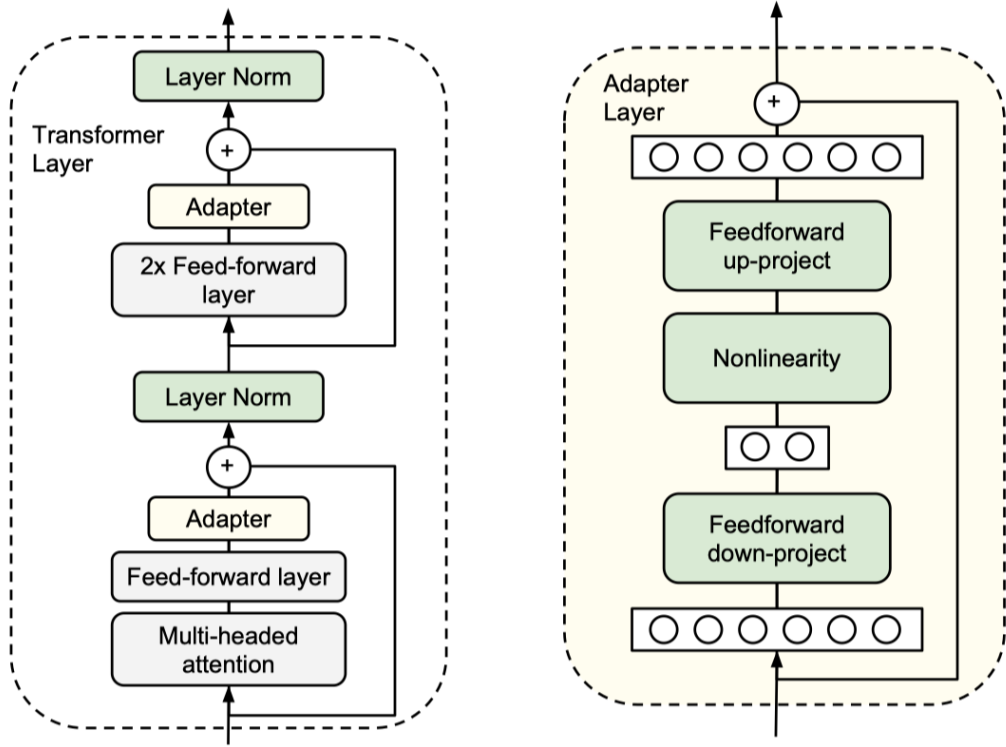 Layer Norm
Transformer
Layer
+
Adapter
2x Feed-forward
layer
Layer Norm
+
Adapter
Feed-forward layer
Multi-headed
attention
Adapter
Layer
+
Feedforward
up-project
Nonlinearity
Feedforward
down-project